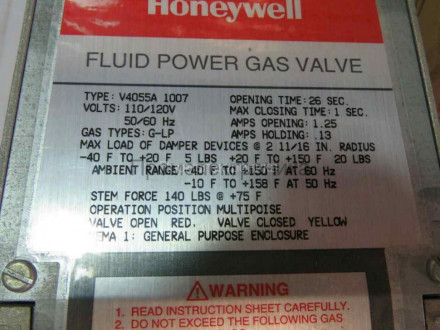 Honeywell
FLUID POWER GAS VALVE
TYPE: V4055A 1007 OPENING TIME: 26 SEC.
VOLTS: 110/120V MAX CLOSING TIME: 1 SEC.
50/60 HZ AMPS OPENING: 1.25
GAS TYPES: G-LP AMPS HOLDING: .13
MAX LOAD OF DAMPER DEVICES @ 2 11/16 IN. RADIUS
-40 F TO +20 F 5 LBS +20 F TO +150 F 20 LBS
AMBIENT RANGE: -40 F TO +150 F AT 60 Hz
-10 F TO +158 F AT 50 Hz
STEM FORCE 140 LBS @ +75 F
OPERATION POSITION MULTIPOISE
VALVE OPEN RED. VALVE CLOSED YELLOW
EMA 1: GENERAL PURPOSE ENCLOSURE
⚠WARNING
1. READ INSTRUCTION SHEET CAREFULLY.
2. DO NOT EXCEED THE FOLLOWING GAS